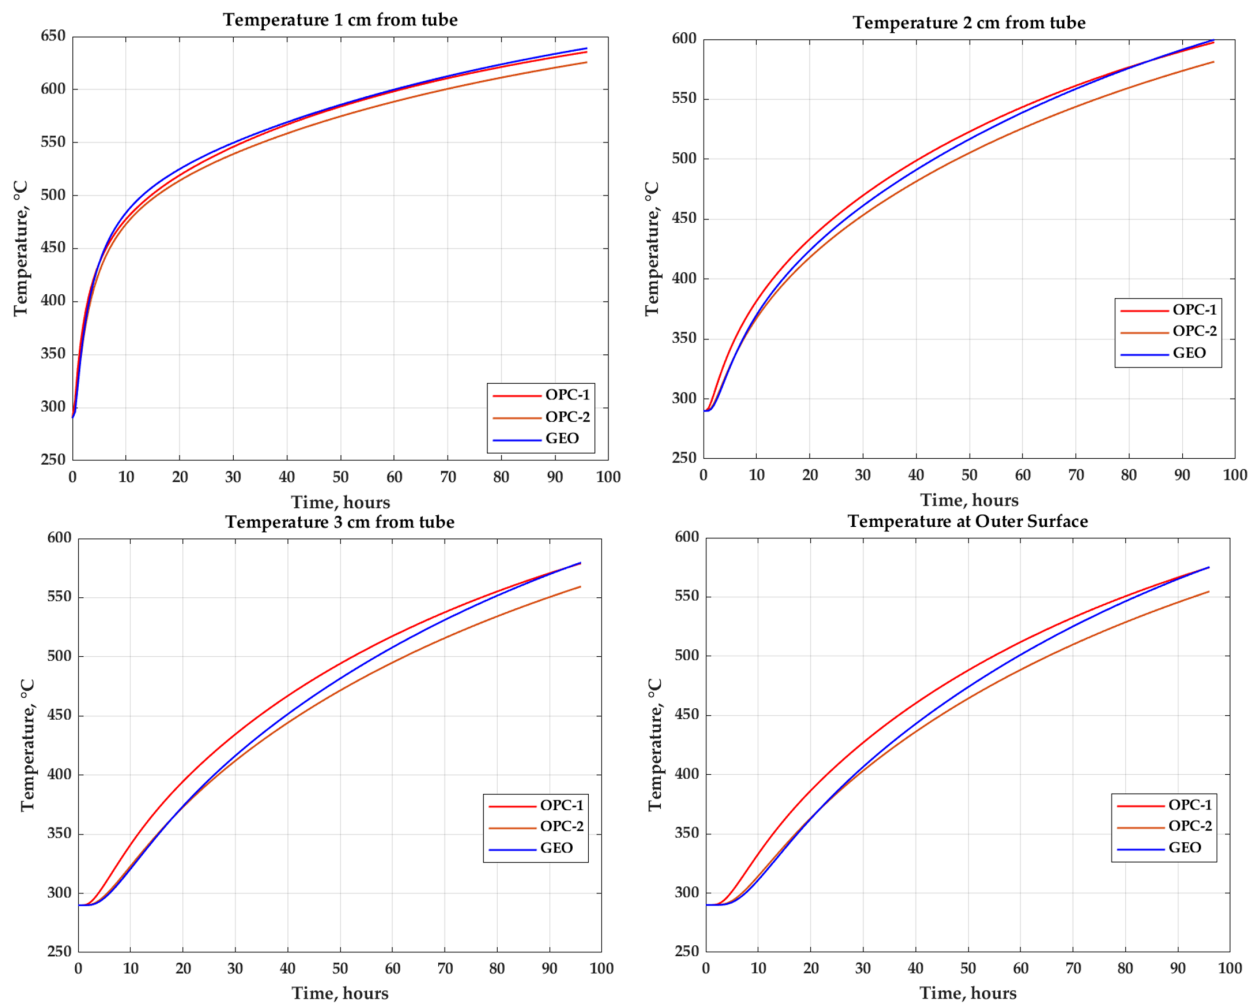 Temperature 1 cm from tube
650
600
550
500
450
400
350
300
250
Temperature, °C
0 10 20 30 40 50 60 70 80 90 100
Time, hours
OPC-1
OPC-2
GEO
Temperature 2 cm from tube
600
550
500
450
400
350
300
250
Temperature, °C
0 10 20 30 40 50 60 70 80 90 100
Time, hours
OPC-1
OPC-2
GEO
Temperature 3 cm from tube
600
550
500
450
400
350
300
250
Temperature, °C
0 10 20 30 40 50 60 70 80 90 100
Time, hours
OPC-1
OPC-2
GEO
Temperature at Outer Surface
600
550
500
450
400
350
300
250
Temperature, °C
0 10 20 30 40 50 60 70 80 90 100
Time, hours
OPC-1
OPC-2
GEO